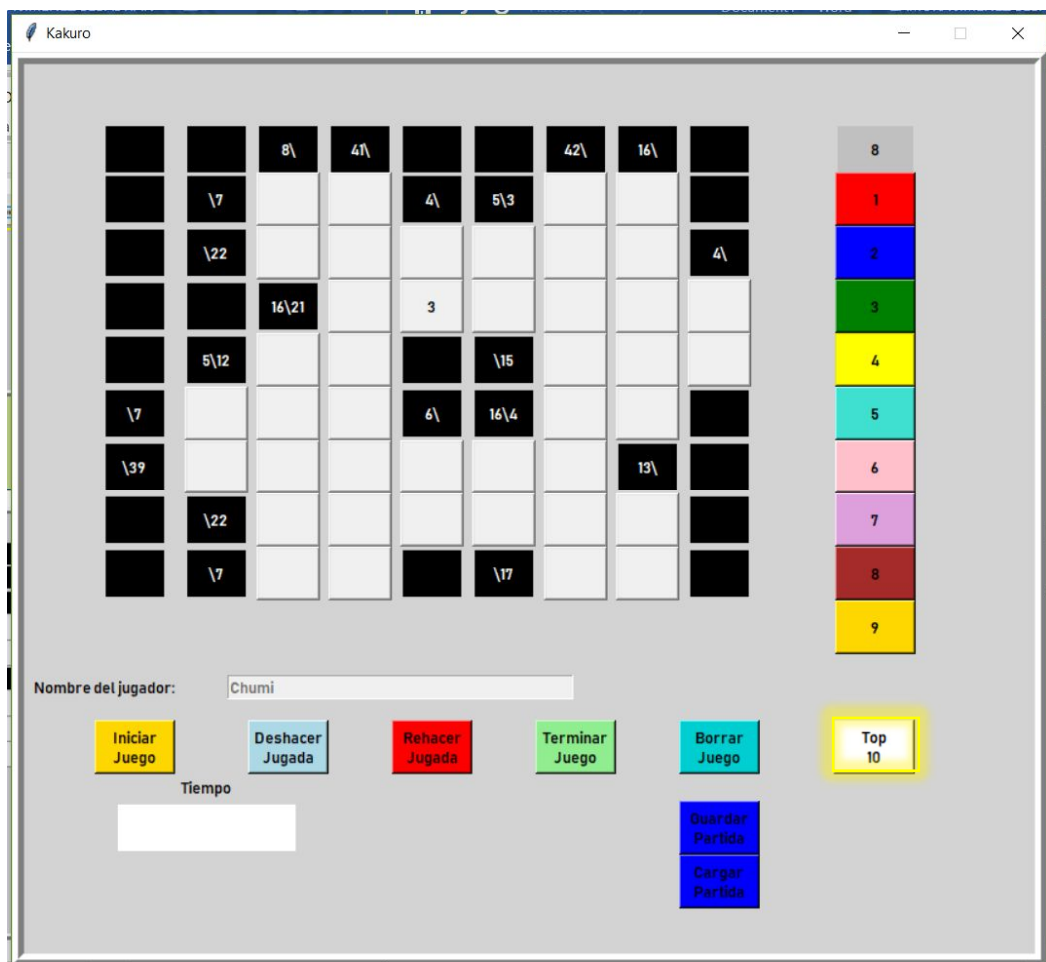 Kakuro
8\ 41\ 42\ 16\ 8
\7 4\ 5\3 1
\22 4\ 2
16\21 3 3
5\12 \15 4
\7 6\ 16\4 5
\39 13\ 6
\22 7
\7 \17 8
9
Nombre del jugador: Chumi
Iniciar Juego
Deshacer Jugada
Rehacer Jugada
Terminar Juego
Borrar Juego
Top 10
Tiempo
Guardar Partida
Cargar Partida